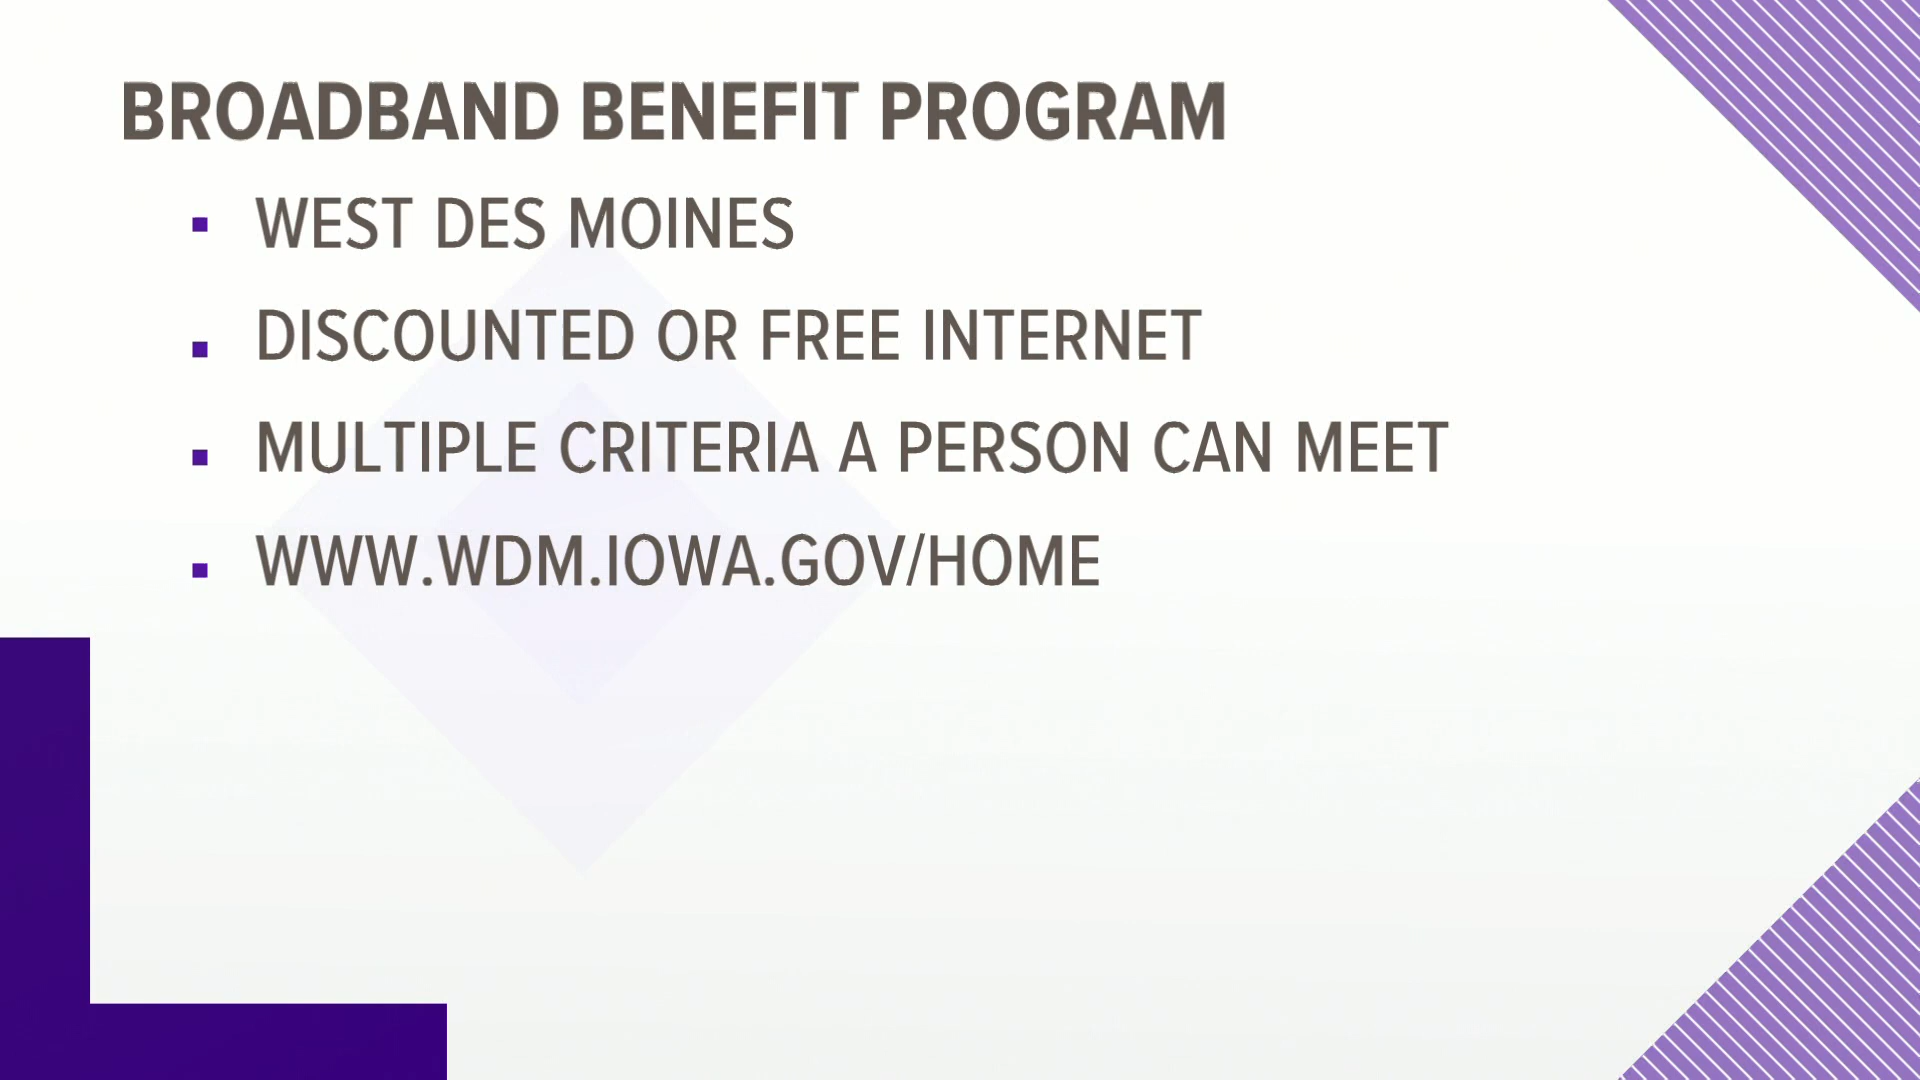 BROADBAND BENEFIT PROGRAM
WEST DES MOINES
DISCOUNTED OR FREE INTERNET
MULTIPLE CRITERIA A PERSON CAN MEET
WWW.WDM.IOWA.GOV/HOME